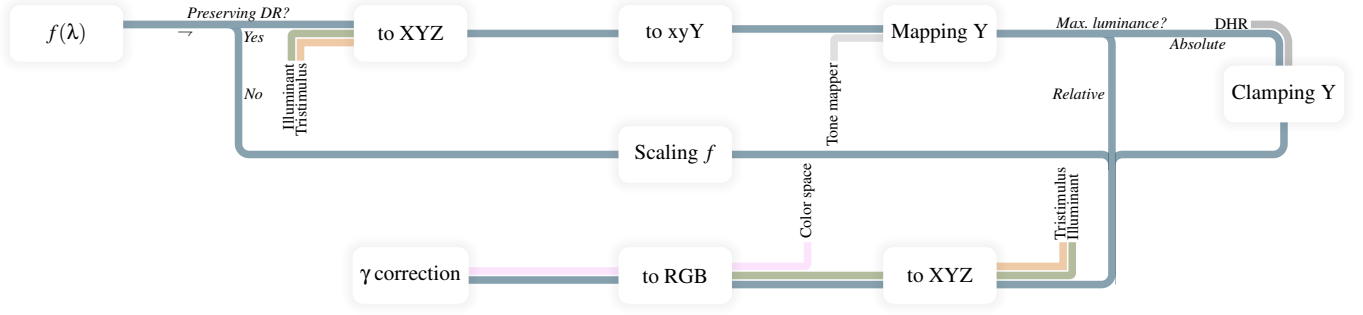 Preserving DR?
f(λ)
→
Yes
No
Illuminant
Tristimulus
to XYZ
to xyY
Tone mapper
Mapping Y
Max. luminance?
DHR
Absolute
Relative
Clamping Y
Scaling f
Color space
Tristimulus
Illuminant
γ correction
to RGB
to XYZ